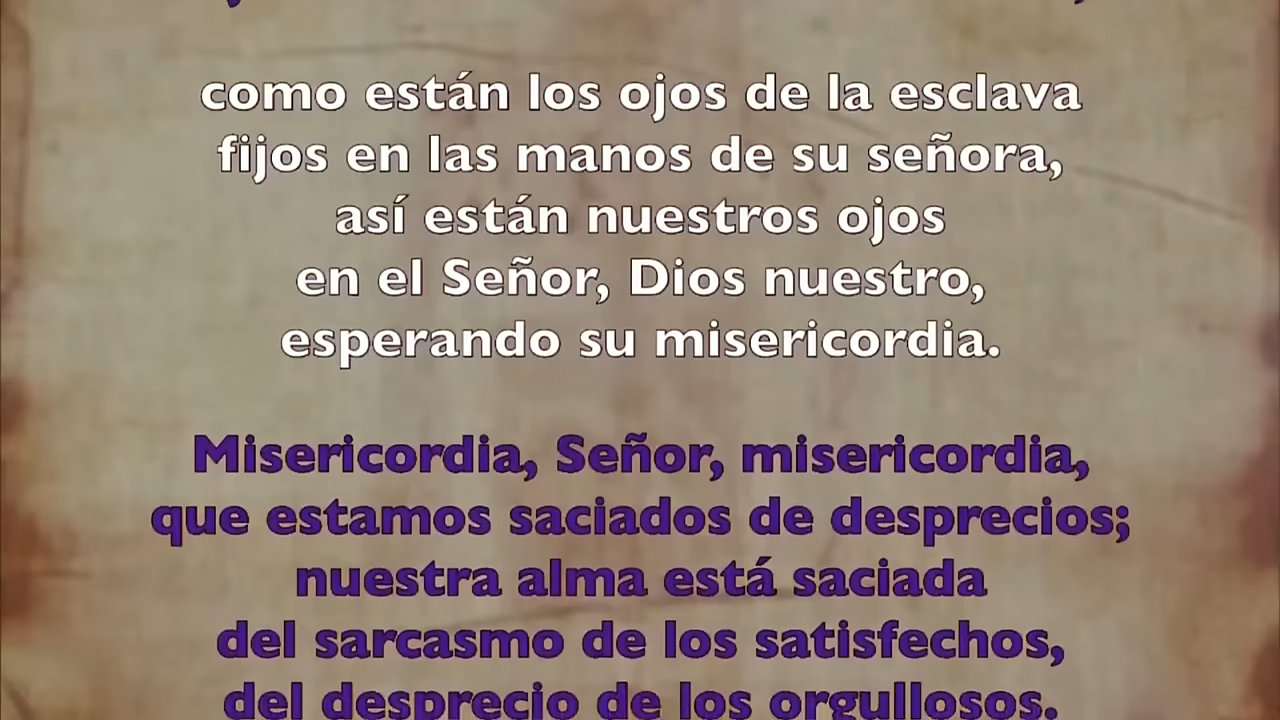 como están los ojos de la esclava
fijos en las manos de su señora,
así están nuestros ojos
en el Señor, Dios nuestro,
esperando su misericordia.
Misericordia, Señor, misericordia,
que estamos saciados de desprecios;
nuestra alma está saciada
del sarcasmo de los satisfechos,
del desprecio de los orgullosos.